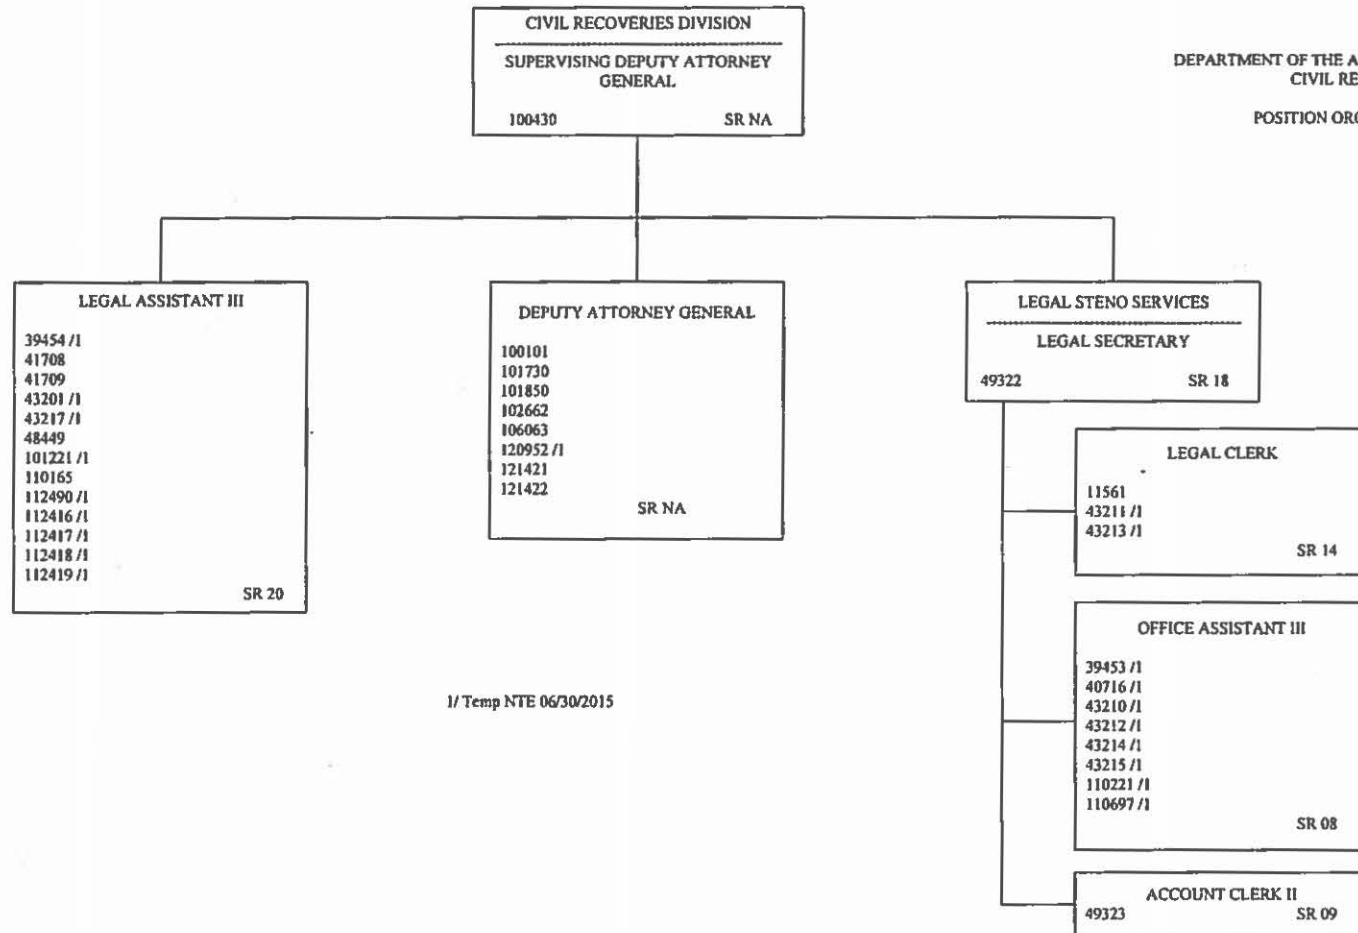 CIVIL RECOVERIES DIVISION
SUPERVISING DEPUTY ATTORNEY
GENERAL
100430 SR NA
DEPARTMENT OF THE A
CIVIL RE
POSITION ORG
LEGAL ASSISTANT III
39454 /1
41708
41709
43201 /1
43217 /1
48449
101221 /1
110165
112490 /1
112416 /1
112417 /1
112418 /1
112419 /1
SR 20
DEPUTY ATTORNEY GENERAL
100101
101730
101850
102662
106063
120952 /1
121421
121422
SR NA
LEGAL STENO SERVICES
LEGAL SECRETARY
49322 SR 18
LEGAL CLERK
11561
43211 /1
43213 /1
SR 14
OFFICE ASSISTANT III
39453 /1
40716 /1
43210 /1
43212 /1
43214 /1
43215 /1
110221 /1
110697 /1
SR 08
ACCOUNT CLERK II
49323 SR 09
1/ Temp NTE 06/30/2015